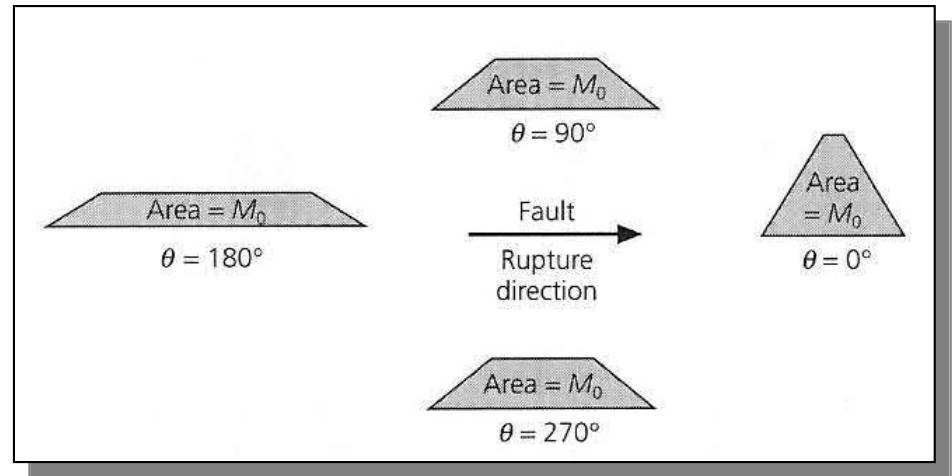 Area = M₀
θ = 90°
Area = M₀
θ = 180°
Fault
Rupture
direction
Area
= M₀
θ = 0°
Area = M₀
θ = 270°